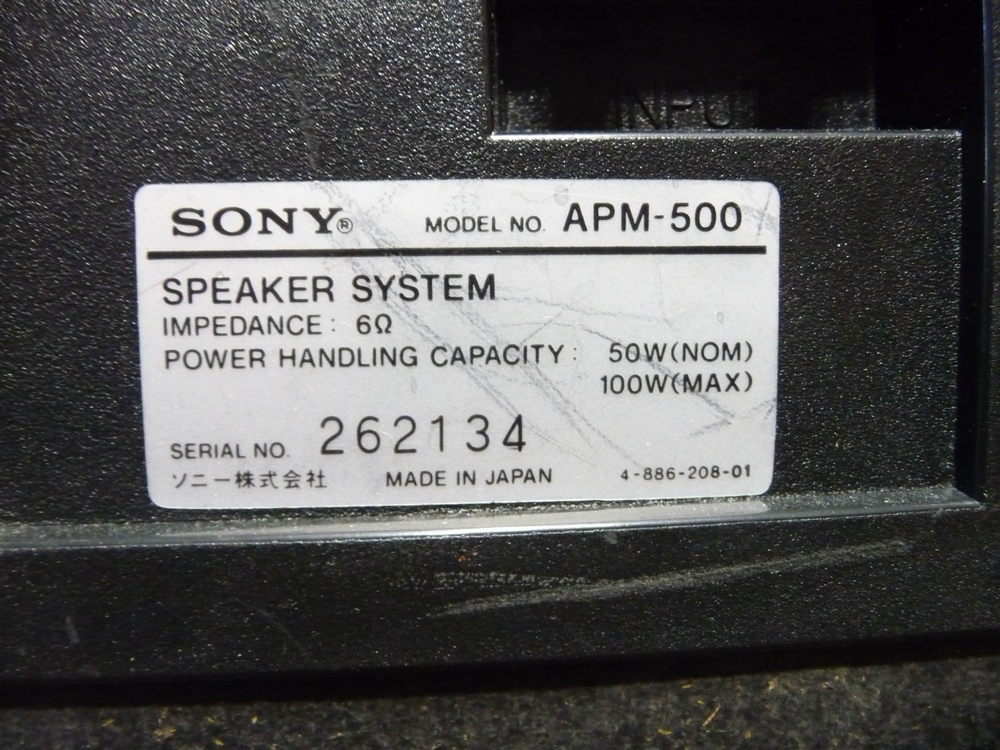 INPUT
SONY® MODEL NO. APM-500
SPEAKER SYSTEM
IMPEDANCE: 6Ω
POWER HANDLING CAPACITY: 50W(NOM)
100W(MAX)
SERIAL NO. 262134
ソニー株式会社 MADE IN JAPAN 4-886-208-01